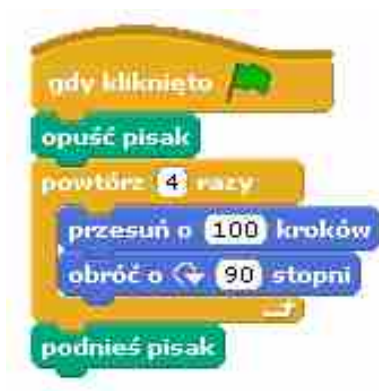 gdy kliknięto
opuść pisak
powtórz 4 razy
przesuń o 100 kroków
obróć o 90 stopni
podnieś pisak